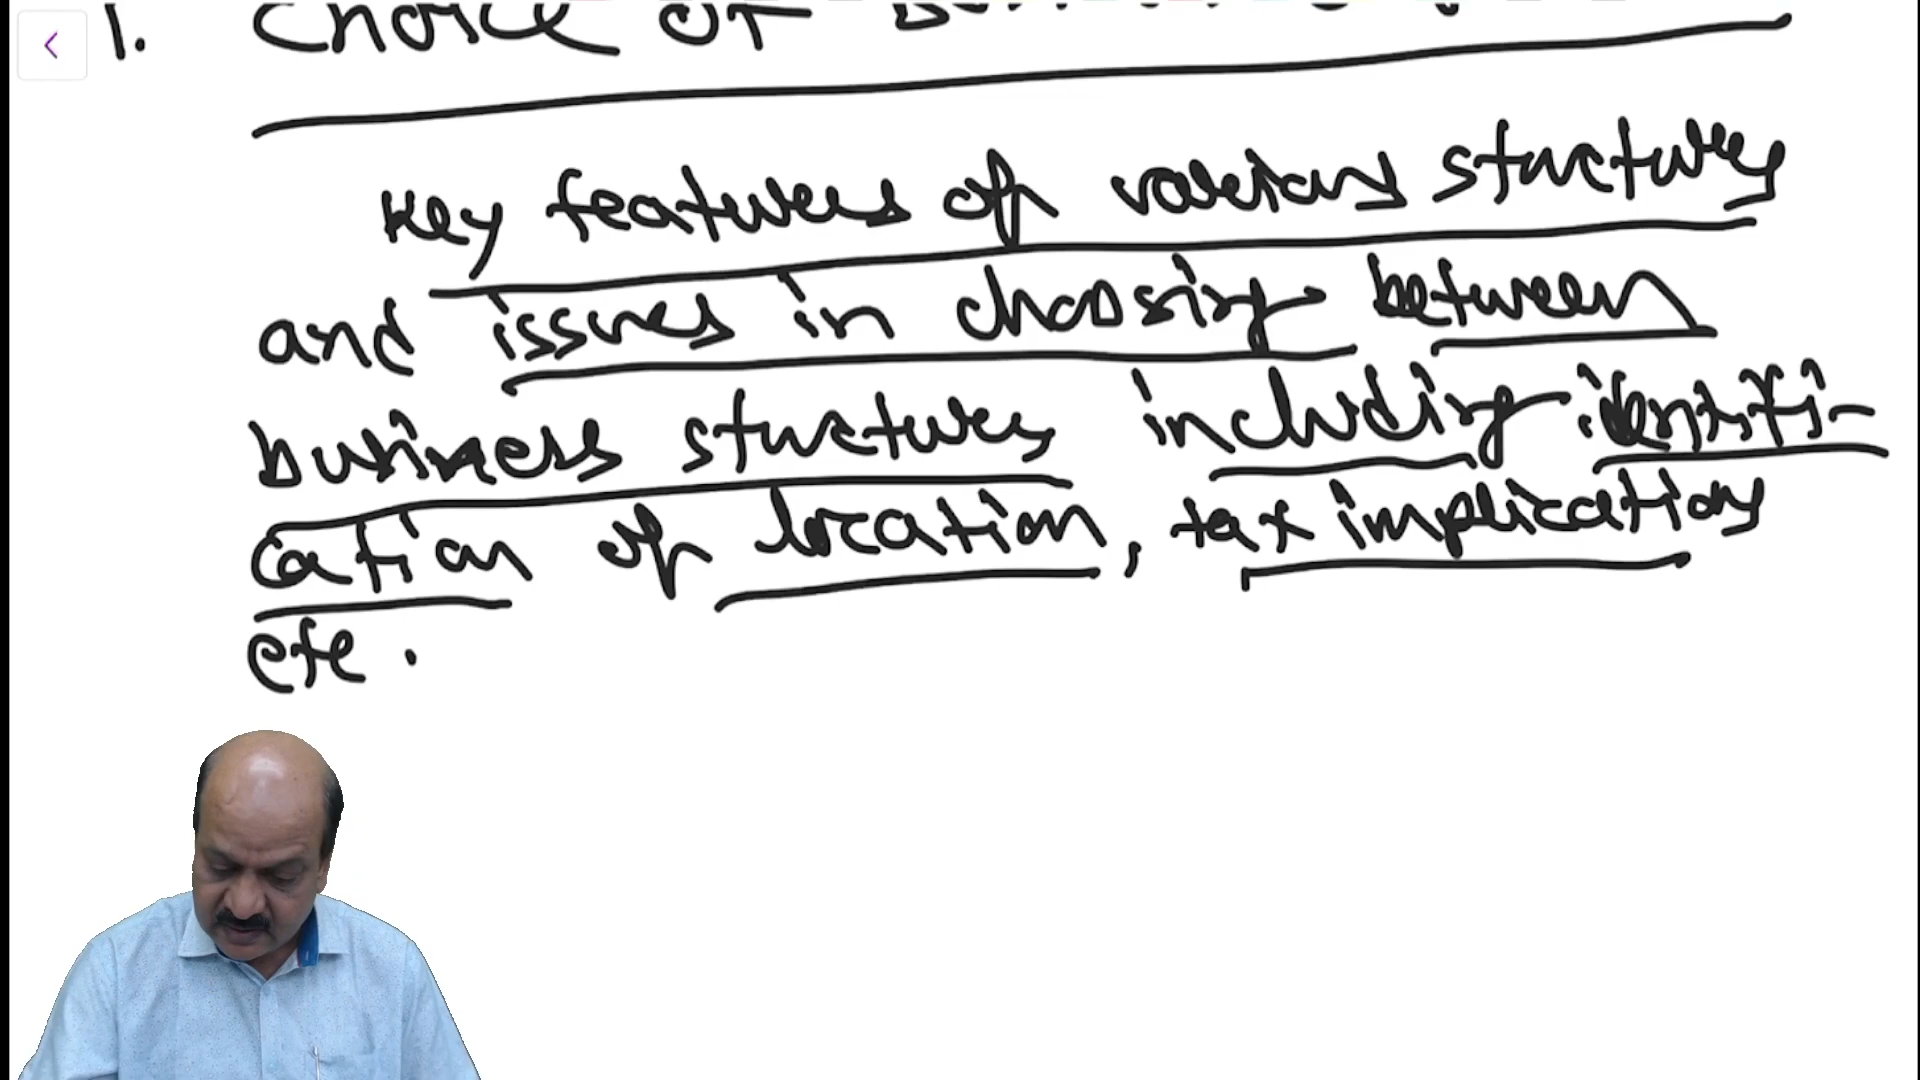 1. Choice of
Key features of various structures
and issues in choosing between
business structures including identifi-
cation of location, tax implications
etc.